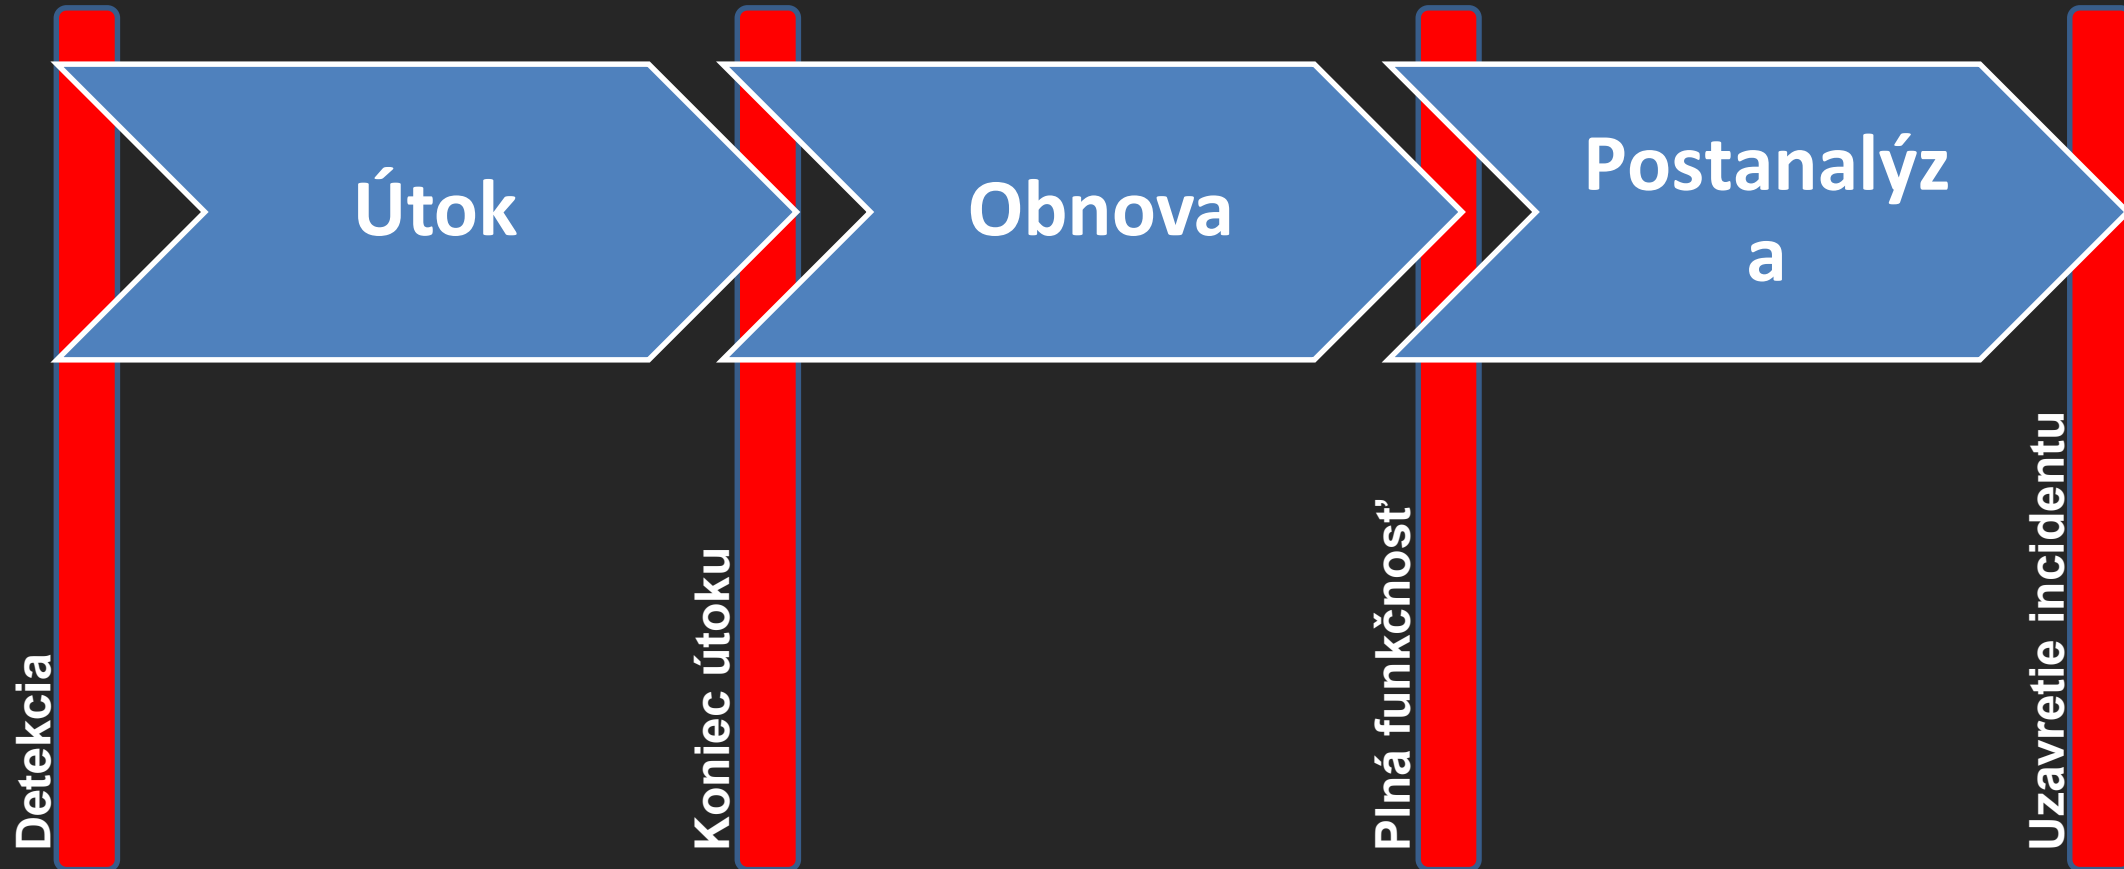 Útok
Obnova
Postanalýz
a
Detekcia
Koniec útoku
Plná funkčnosť
Uzavretie incidentu